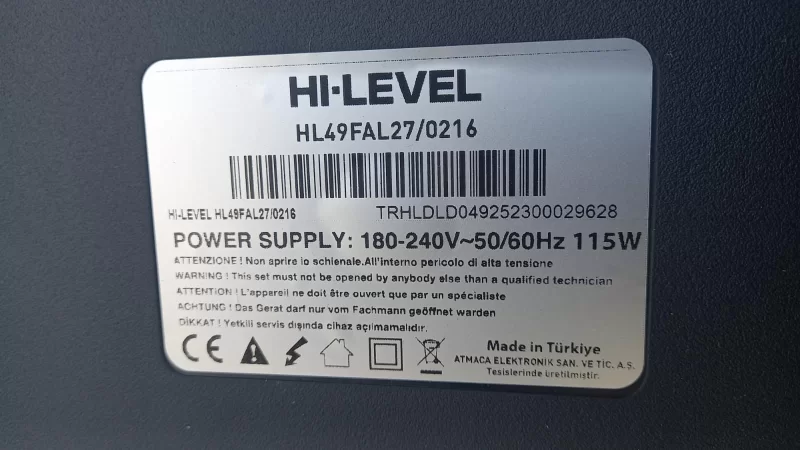 HI-LEVEL
HL49FAL27/0216
HI-LEVEL HL49FAL27/0216
TRHLDLD049252300029628
POWER SUPPLY: 180-240V~50/60Hz 115W
ATTENZIONE ! Non aprire lo schienale.All'interno pericolo di alta tensione
WARNING ! This set must not be opened by anybody else than a qualified technician
ATTENTION ! L'appareil ne doit être ouvert que par un spécialiste
ACHTUNG ! Das Gerat darf nur vom Fachmann geöffnet warden
DİKKAT ! Yetkili servis dışında cihaz açılmamalıdır.
CE
Made in Türkiye
ATMACA ELEKTRONIK SAN. VE TİC. A.Ş.
Tesislerinde üretilmiştir.